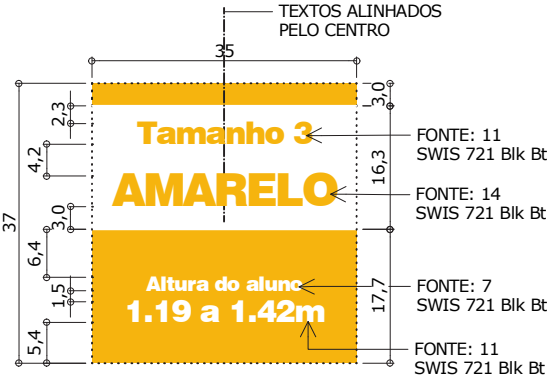 TEXTOS ALINHADOS
PELO CENTRO
35
3,0
2,3
Tamanho 3
FONTE: 11
SWIS 721 Blk Bt
4,2
16,3
AMARELO
FONTE: 14
SWIS 721 Blk Bt
3,0
37
6,4
Altura do aluno
FONTE: 7
SWIS 721 Blk Bt
1,5
17,7
1.19 a 1.42m
5,4
FONTE: 11
SWIS 721 Blk Bt